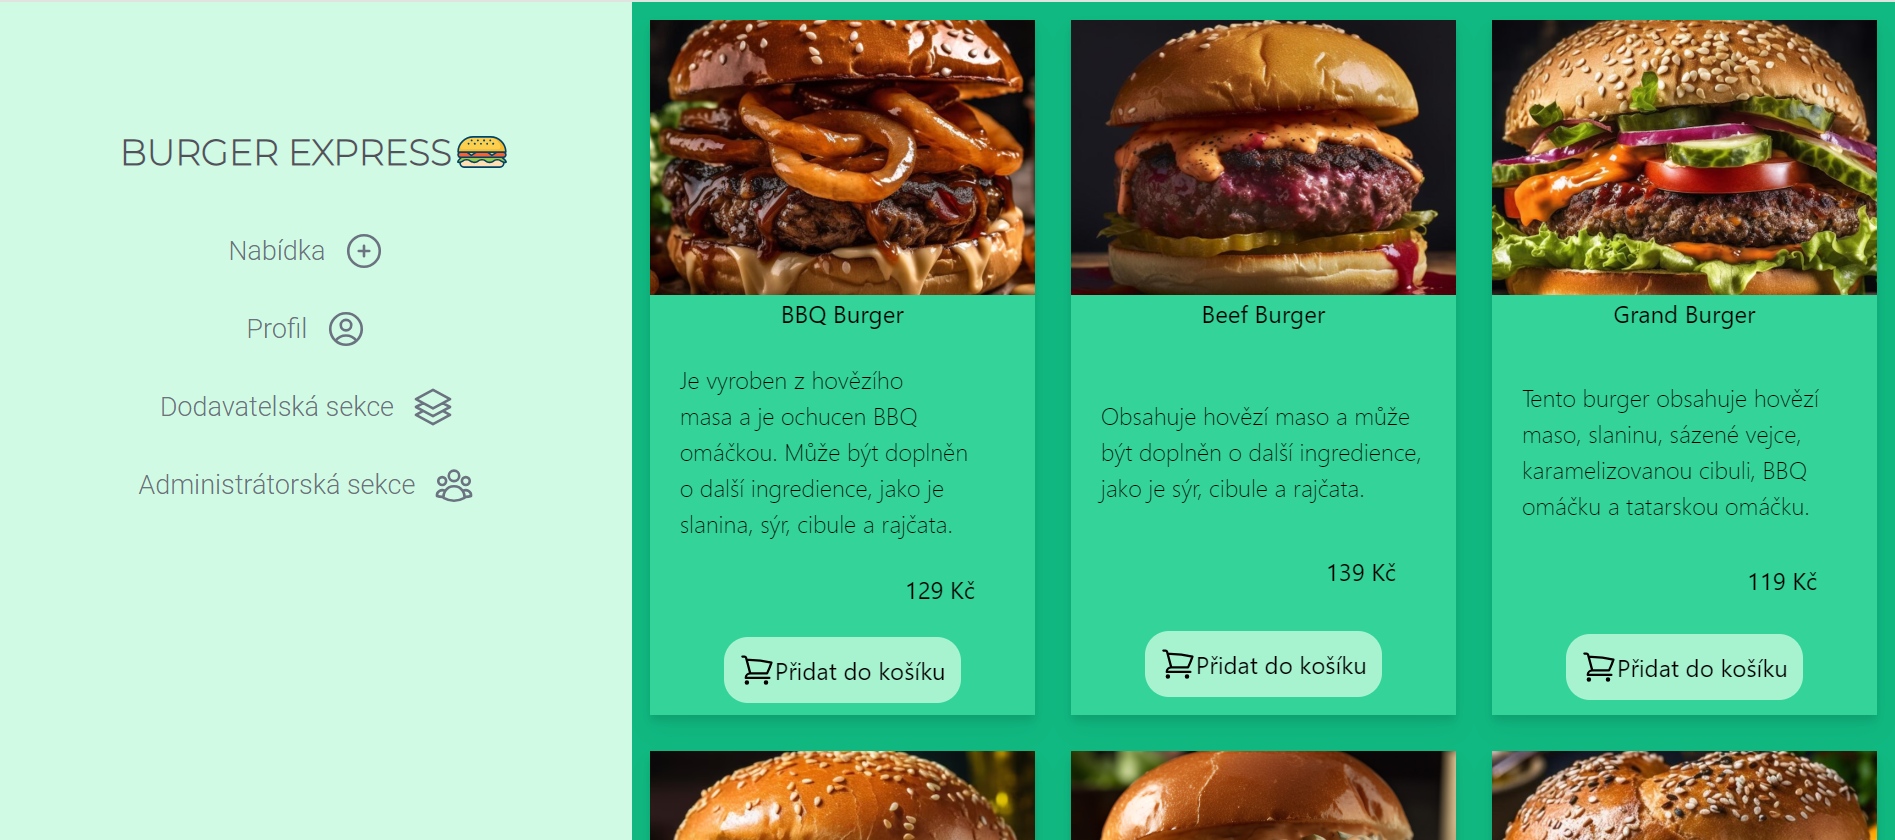 BURGER EXPRESS
Nabídka
Profil
Dodavatelská sekce
Administrátorská sekce
BBQ Burger
Je vyroben z hovězího
masa a je ochucen BBQ
omáčkou. Může být doplněn
o další ingredience, jako je
slanina, sýr, cibule a rajčata.
129 Kč
Přidat do košíku
Beef Burger
Obsahuje hovězí maso a může
být doplněn o další ingredience,
jako je sýr, cibule a rajčata.
139 Kč
Přidat do košíku
Grand Burger
Tento burger obsahuje hovězí
maso, slaninu, sázené vejce,
karamelizovanou cibuli, BBQ
omáčku a tatarskou omáčku.
119 Kč
Přidat do košíku